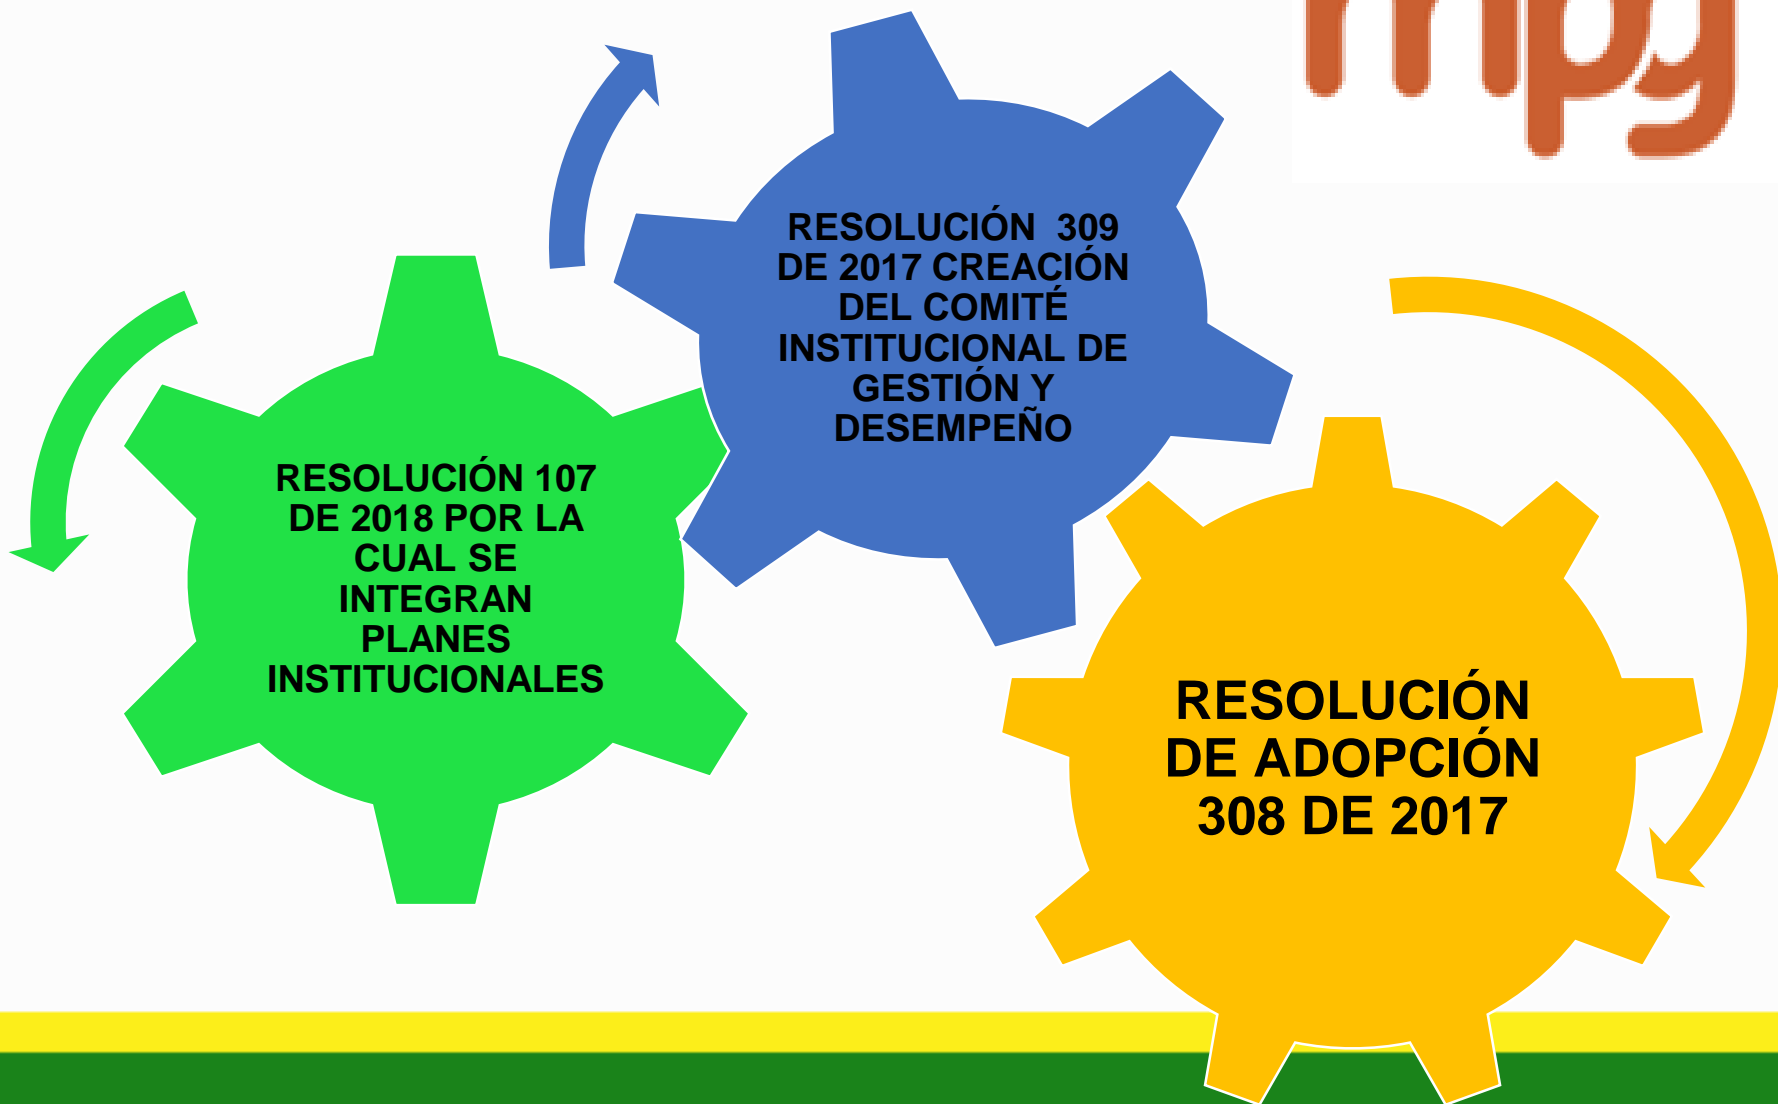 RESOLUCIÓN  309
DE 2017 CREACIÓN
DEL COMITÉ
INSTITUCIONAL DE
GESTIÓN Y
DESEMPEÑO
RESOLUCIÓN 107
DE 2018 POR LA
CUAL SE
INTEGRAN
PLANES
INSTITUCIONALES
RESOLUCIÓN
DE ADOPCIÓN
308 DE 2017